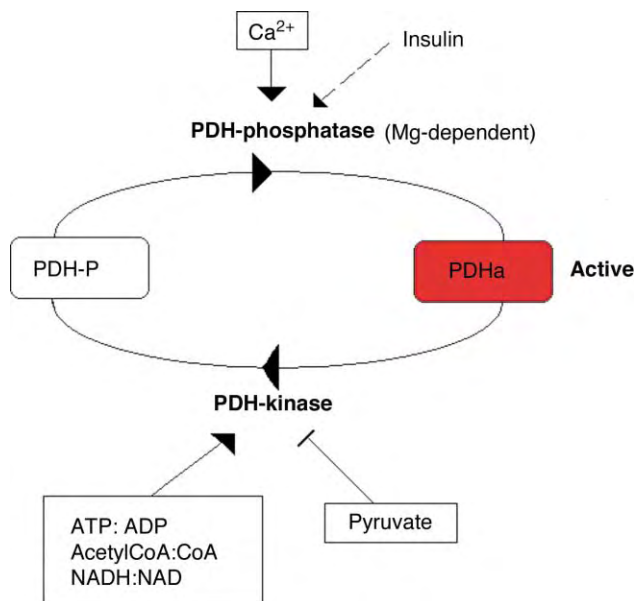 Ca²⁺
Insulin
PDH-phosphatase (Mg-dependent)
PDH-P
PDHa
Active
PDH-kinase
ATP: ADP
AcetylCoA:CoA
NADH:NAD
Pyruvate